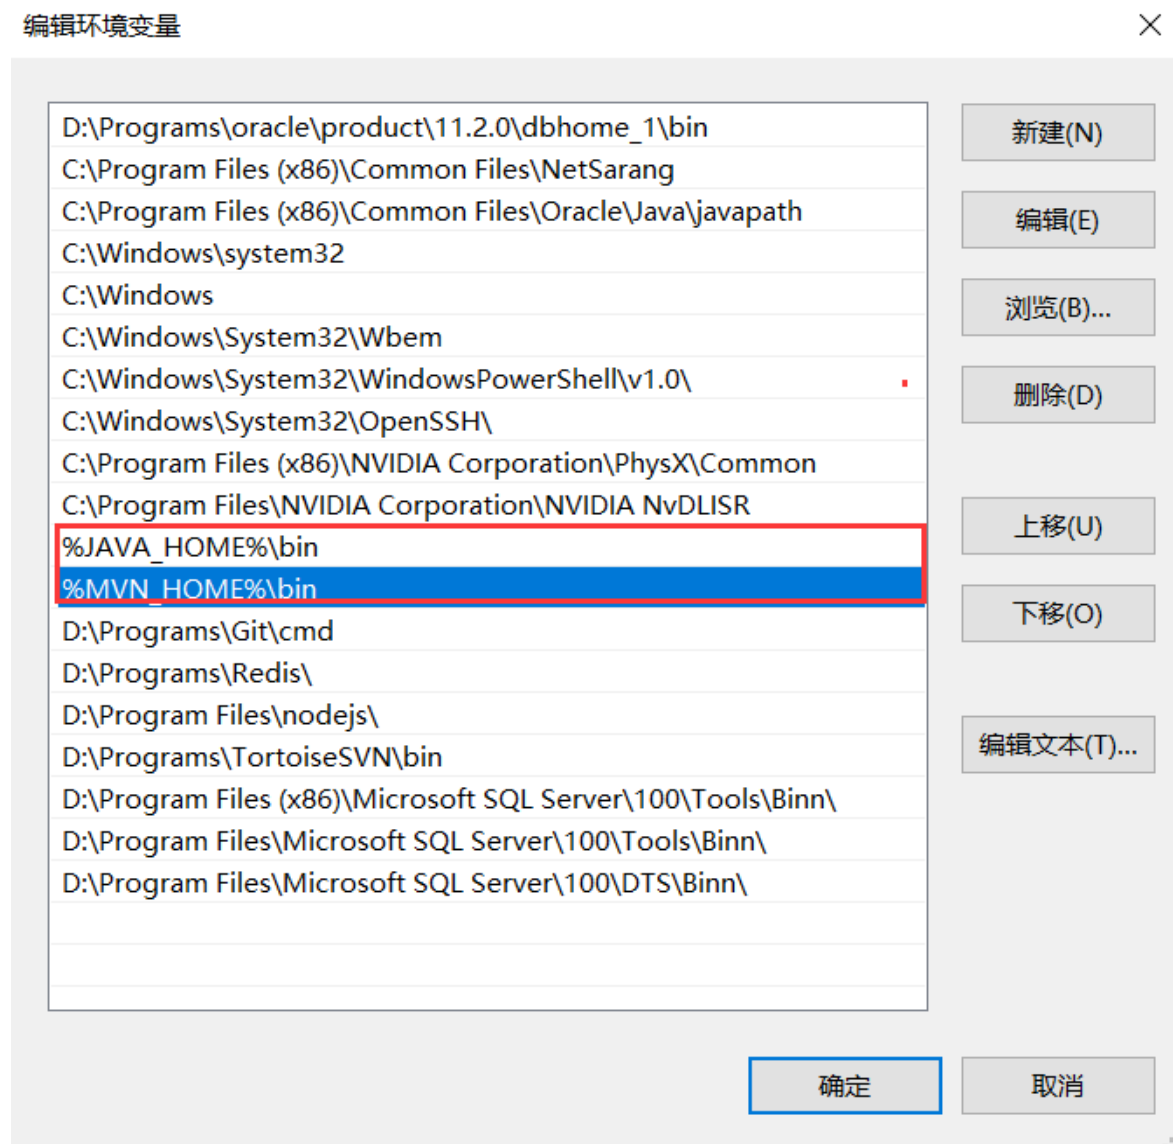 编辑环境变量
D:\Programs\oracle\product\11.2.0\dbhome_1\bin
C:\Program Files (x86)\Common Files\NetSarang
C:\Program Files (x86)\Common Files\Oracle\Java\javapath
C:\Windows\system32
C:\Windows
C:\Windows\System32\Wbem
C:\Windows\System32\WindowsPowerShell\v1.0\
C:\Windows\System32\OpenSSH\
C:\Program Files (x86)\NVIDIA Corporation\PhysX\Common
C:\Program Files\NVIDIA Corporation\NVIDIA NvDLISR
%JAVA_HOME%\bin
%MVN_HOME%\bin
D:\Programs\Git\cmd
D:\Programs\Redis\
D:\Program Files\nodejs\
D:\Programs\TortoiseSVN\bin
D:\Program Files (x86)\Microsoft SQL Server\100\Tools\Binn\
D:\Program Files\Microsoft SQL Server\100\Tools\Binn\
D:\Program Files\Microsoft SQL Server\100\DTS\Binn\
新建(N)
编辑(E)
浏览(B)...
删除(D)
上移(U)
下移(O)
编辑文本(T)...
确定
取消